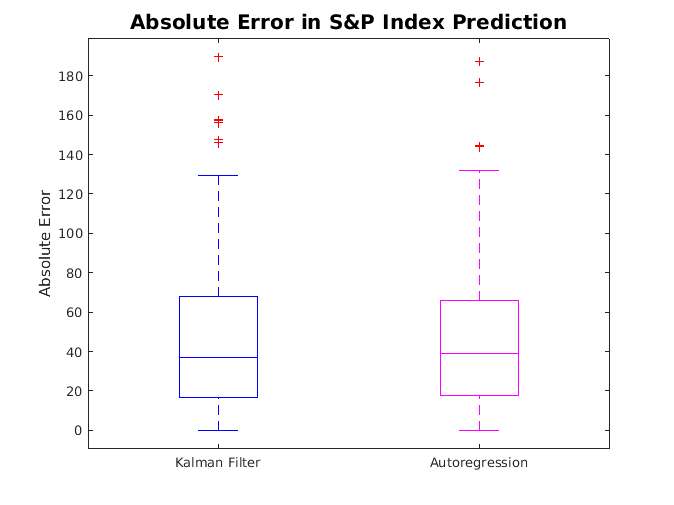 Absolute Error in S&P Index Prediction
Absolute Error
180
160
140
120
100
80
60
40
20
0
Kalman Filter
Autoregression